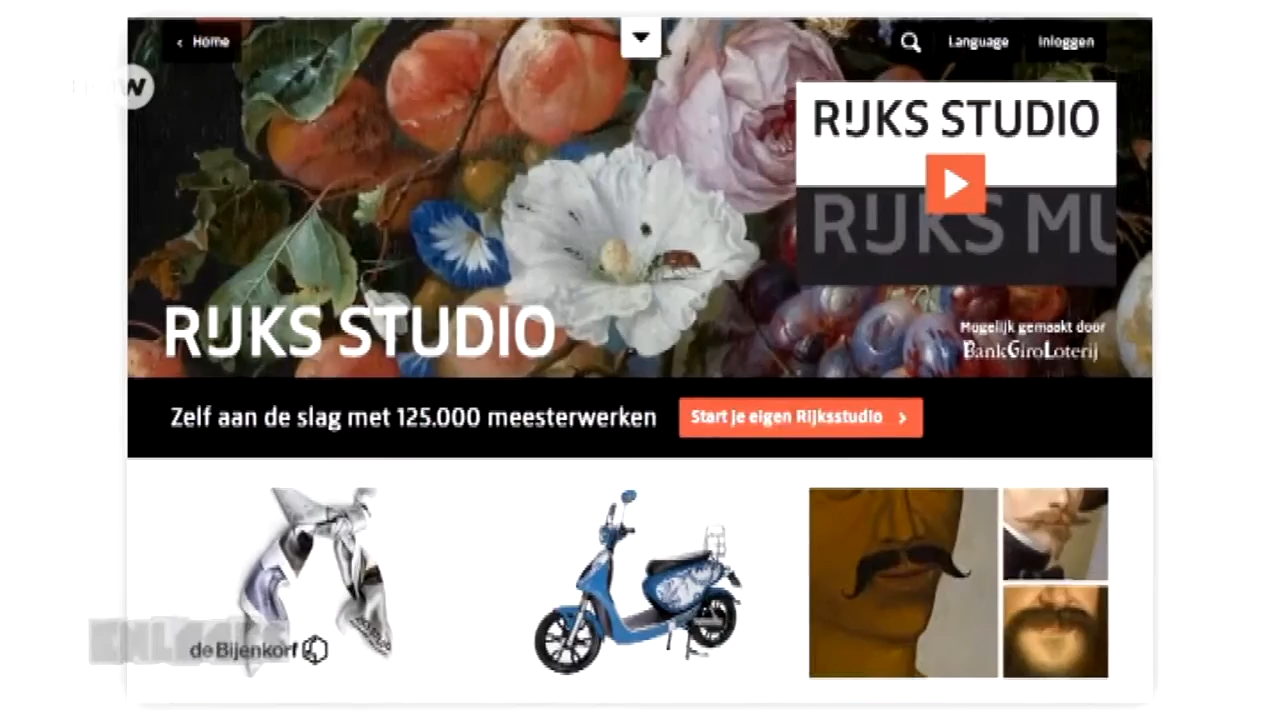 ‹ Home
Language
Inloggen
RIJKS STUDIO
RIJKS MU
RIJKS STUDIO
Mogelijk gemaakt door
BankGiroLoterij
Zelf aan de slag met 125.000 meesterwerken
Start je eigen Rijksstudio ›
de Bijenkorf